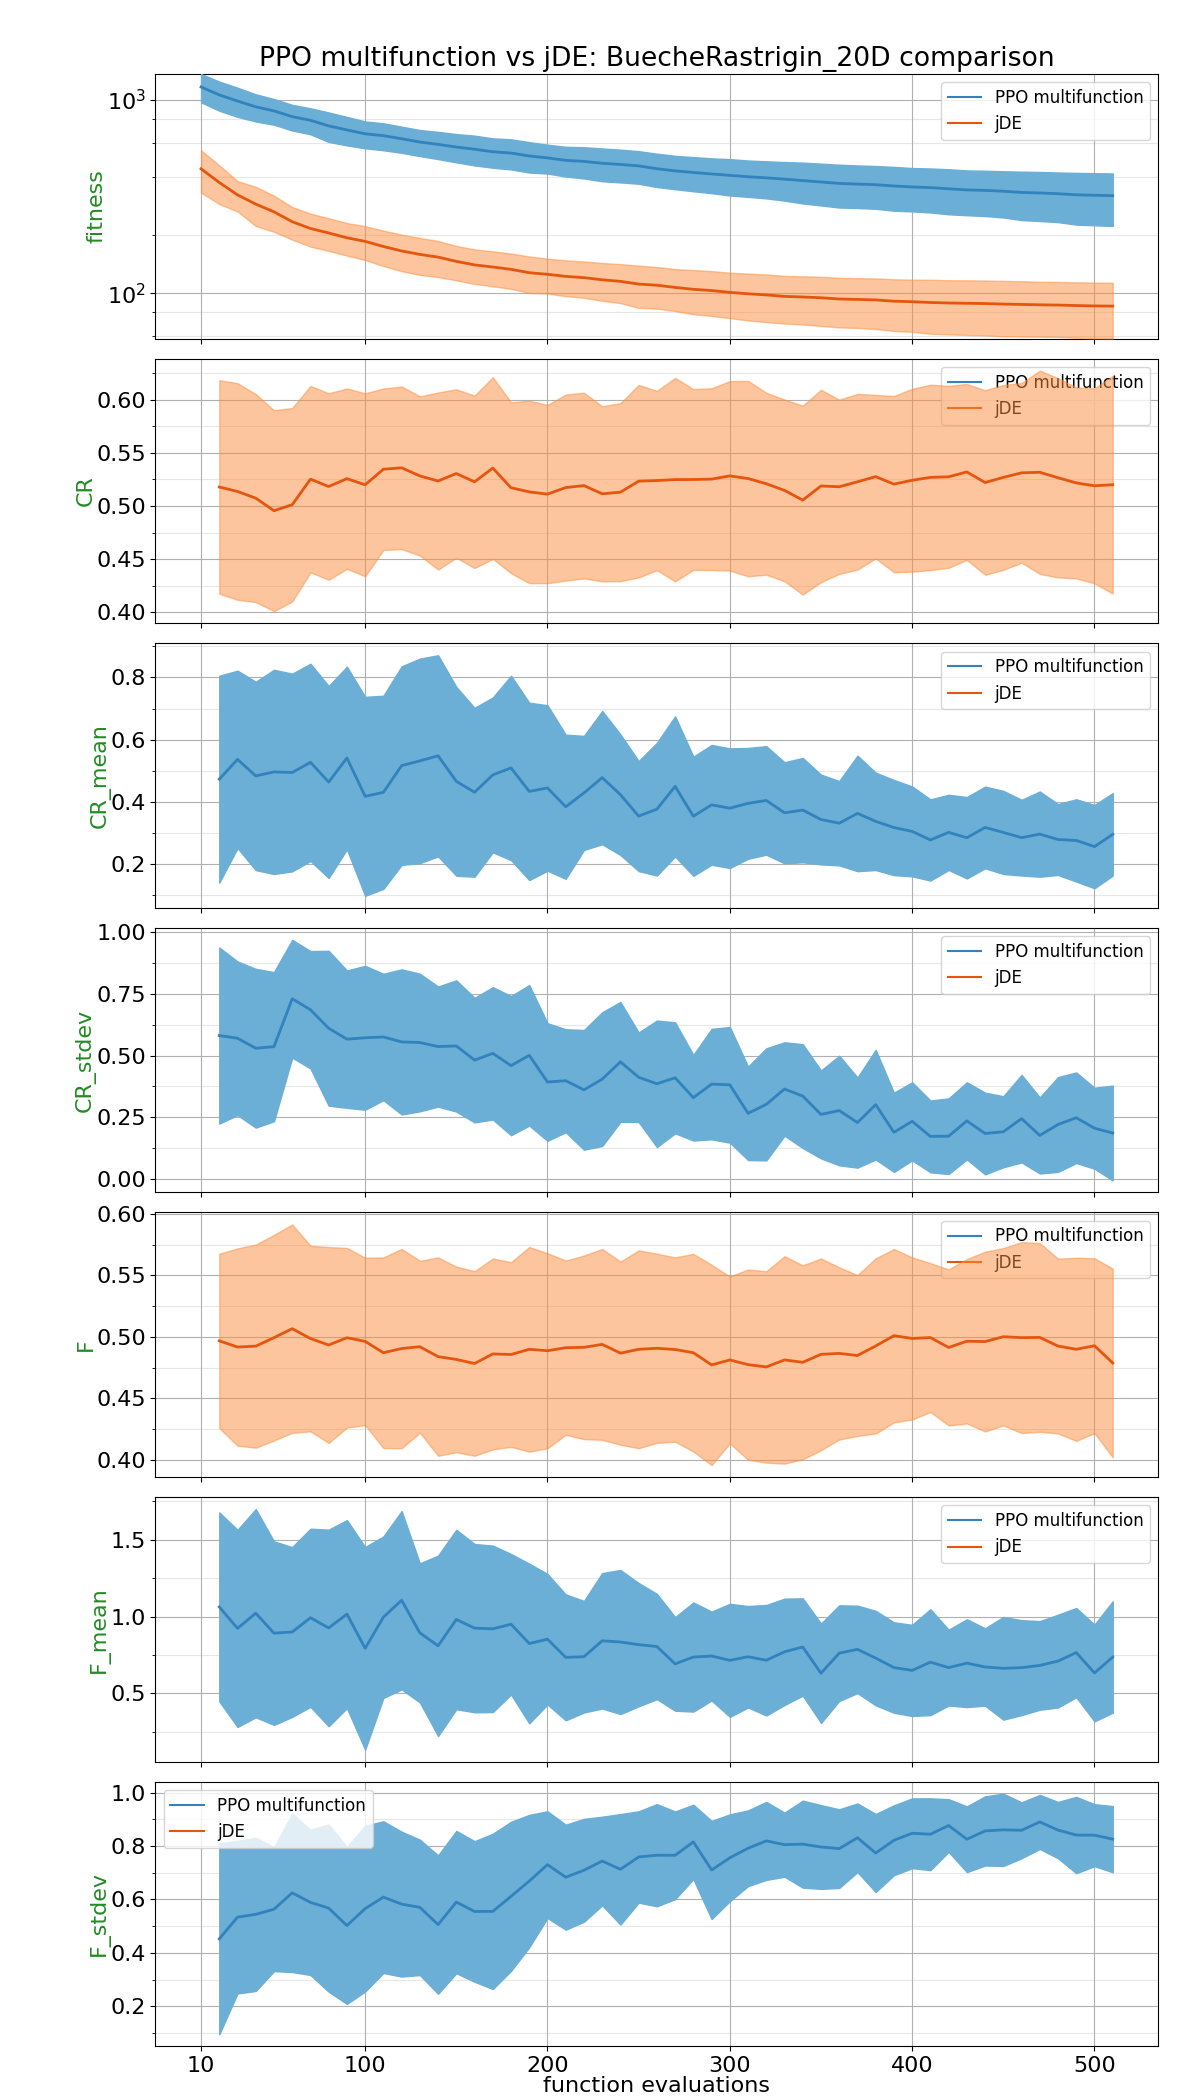 PPO multifunction vs jDE: BuecheRastrigin_20D comparison
10³
10²
fitness
PPO multifunction
jDE
0.60
0.55
0.50
0.45
0.40
CR
PPO multifunction
jDE
0.8
0.6
0.4
0.2
CR_mean
PPO multifunction
jDE
1.00
0.75
0.50
0.25
0.00
CR_stdev
PPO multifunction
jDE
0.60
0.55
0.50
0.45
0.40
F
PPO multifunction
jDE
1.5
1.0
0.5
F_mean
PPO multifunction
jDE
1.0
0.8
0.6
0.4
0.2
F_stdev
PPO multifunction
jDE
10 100 200 300 400 500
function evaluations